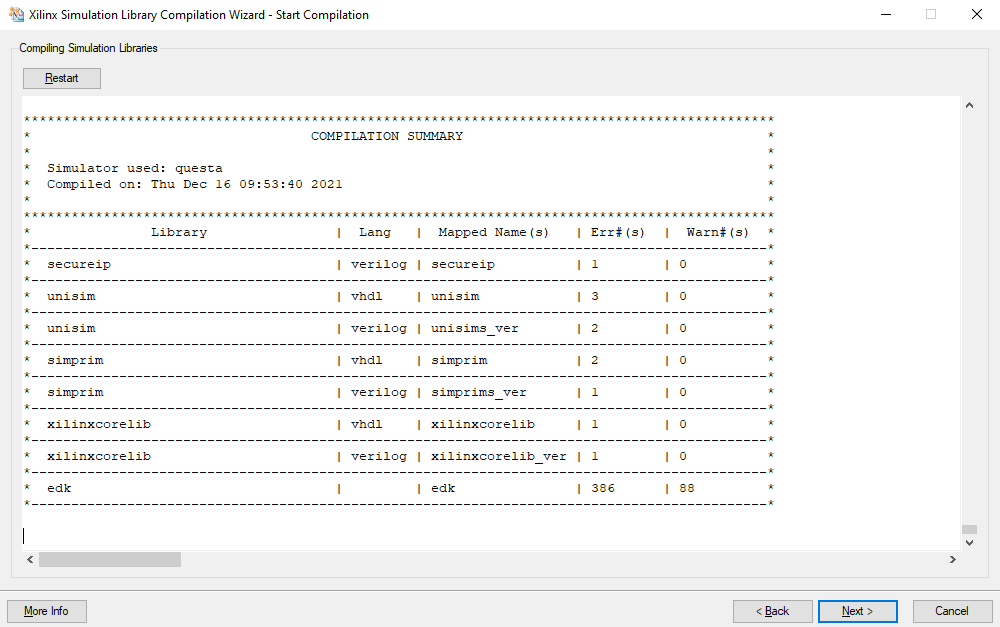 Xilinx Simulation Library Compilation Wizard - Start Compilation
Compiling Simulation Libraries
Restart
***********************************************************************************************
* COMPILATION SUMMARY *
* *
* Simulator used: questa *
* Compiled on: Thu Dec 16 09:53:40 2021 *
* *
***********************************************************************************************
* Library | Lang | Mapped Name(s) | Err#(s) | Warn#(s) *
*---------------------------------------------------------------------------------------------*
* secureip | verilog | secureip | 1 | 0 *
*---------------------------------------------------------------------------------------------*
* unisim | vhdl | unisim | 3 | 0 *
*---------------------------------------------------------------------------------------------*
* unisim | verilog | unisims_ver | 2 | 0 *
*---------------------------------------------------------------------------------------------*
* simprim | vhdl | simprim | 2 | 0 *
*---------------------------------------------------------------------------------------------*
* simprim | verilog | simprims_ver | 1 | 0 *
*---------------------------------------------------------------------------------------------*
* xilinxcorelib | vhdl | xilinxcorelib | 1 | 0 *
*---------------------------------------------------------------------------------------------*
* xilinxcorelib | verilog | xilinxcorelib_ver | 1 | 0 *
*---------------------------------------------------------------------------------------------*
* edk | | edk | 386 | 88 *
*---------------------------------------------------------------------------------------------*
More Info
< Back
Next >
Cancel